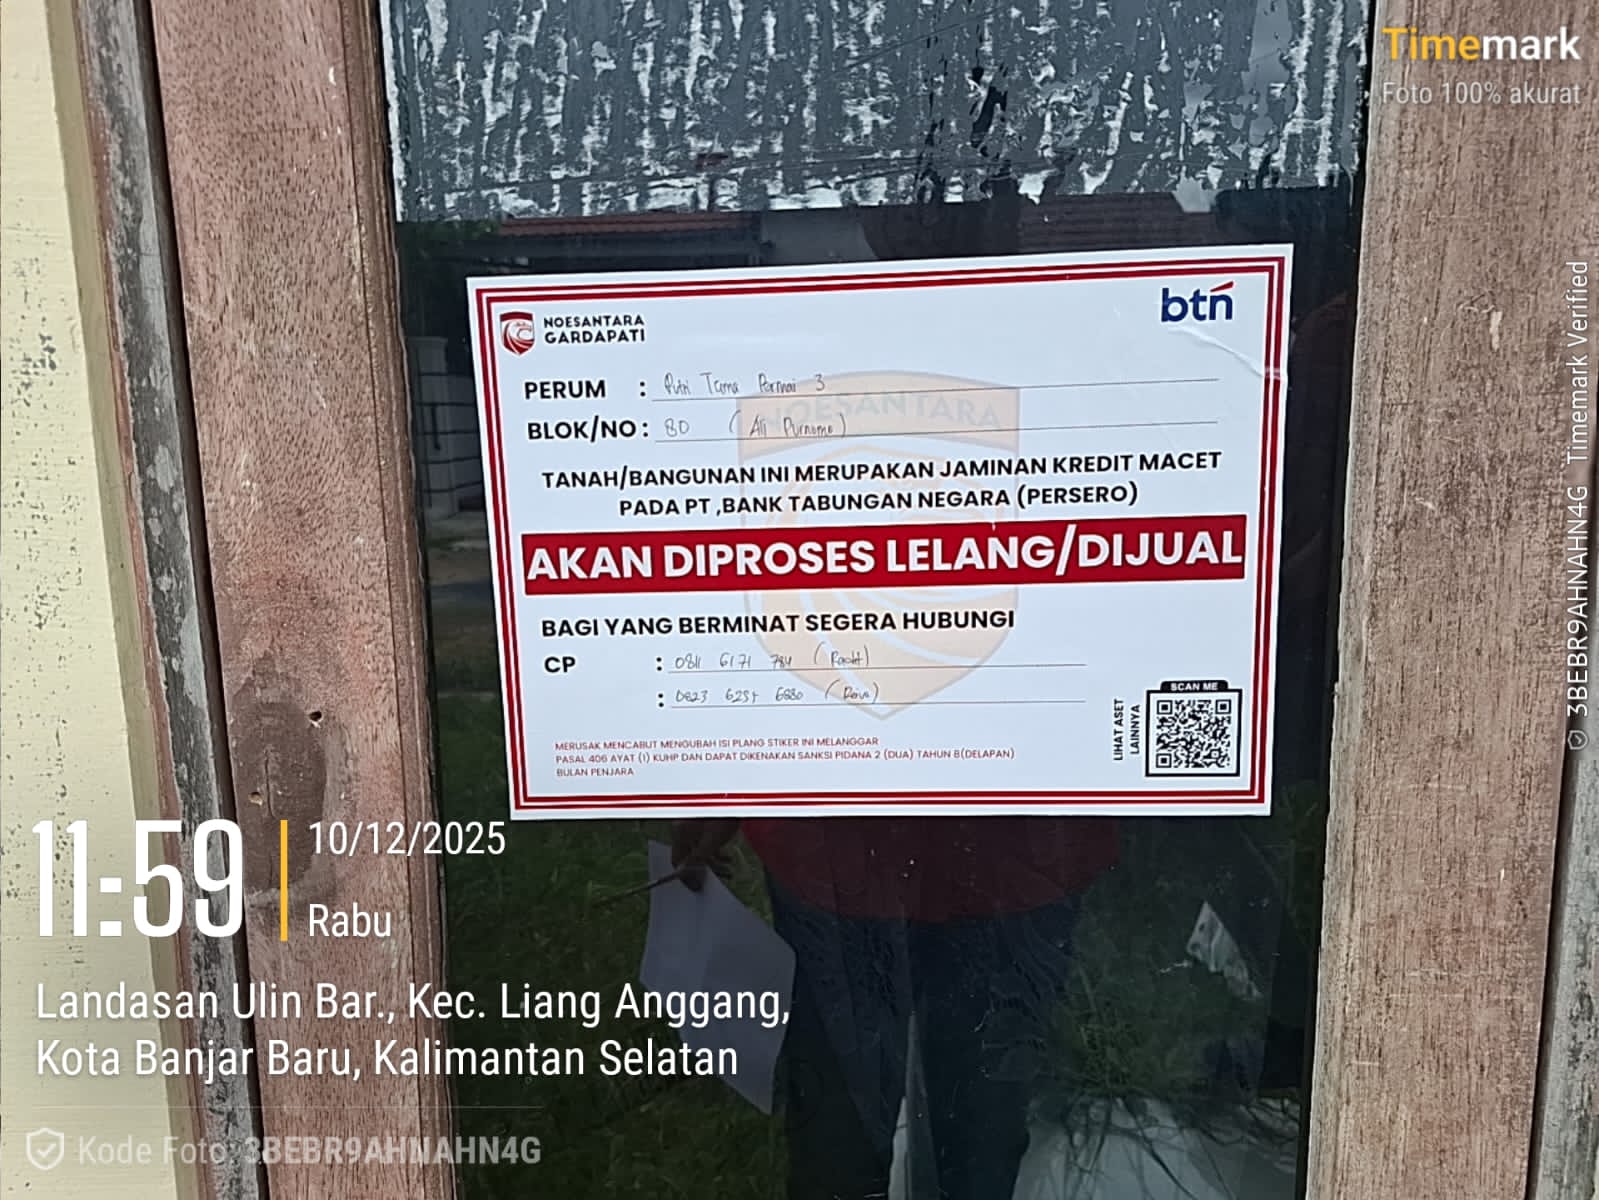 Timemark
Foto 100% akurat
NOESANTARA
GARDAPATI
btn
PERUM : Putri Tama Permai 3
BLOK/NO : 80 (Ali Purnomo)
NOESANTARA
TANAH/BANGUNAN INI MERUPAKAN JAMINAN KREDIT MACET
PADA PT ,BANK TABUNGAN NEGARA (PERSERO)
AKAN DIPROSES LELANG/DIJUAL
BAGI YANG BERMINAT SEGERA HUBUNGI
CP : 0811 6171 784
: 0823 6880
SCAN ME
LIHAT ASET
LAINNYA
MERUSAK MENCABUT MENGUBAH ISI PLANG STIKER INI MELANGGAR
PASAL 406 AYAT (1) KUHP DAN DAPAT DIKENAKAN SANKSI PIDANA 2 (DUA) TAHUN 8(DELAPAN)
BULAN PENJARA
11:59
10/12/2025
Rabu
Landasan Ulin Bar., Kec. Liang Anggang,
Kota Banjar Baru, Kalimantan Selatan
Kode Foto: 3BEBR9AHNAHN4G
3BEBR9AHNAHN4G Timemark Verified